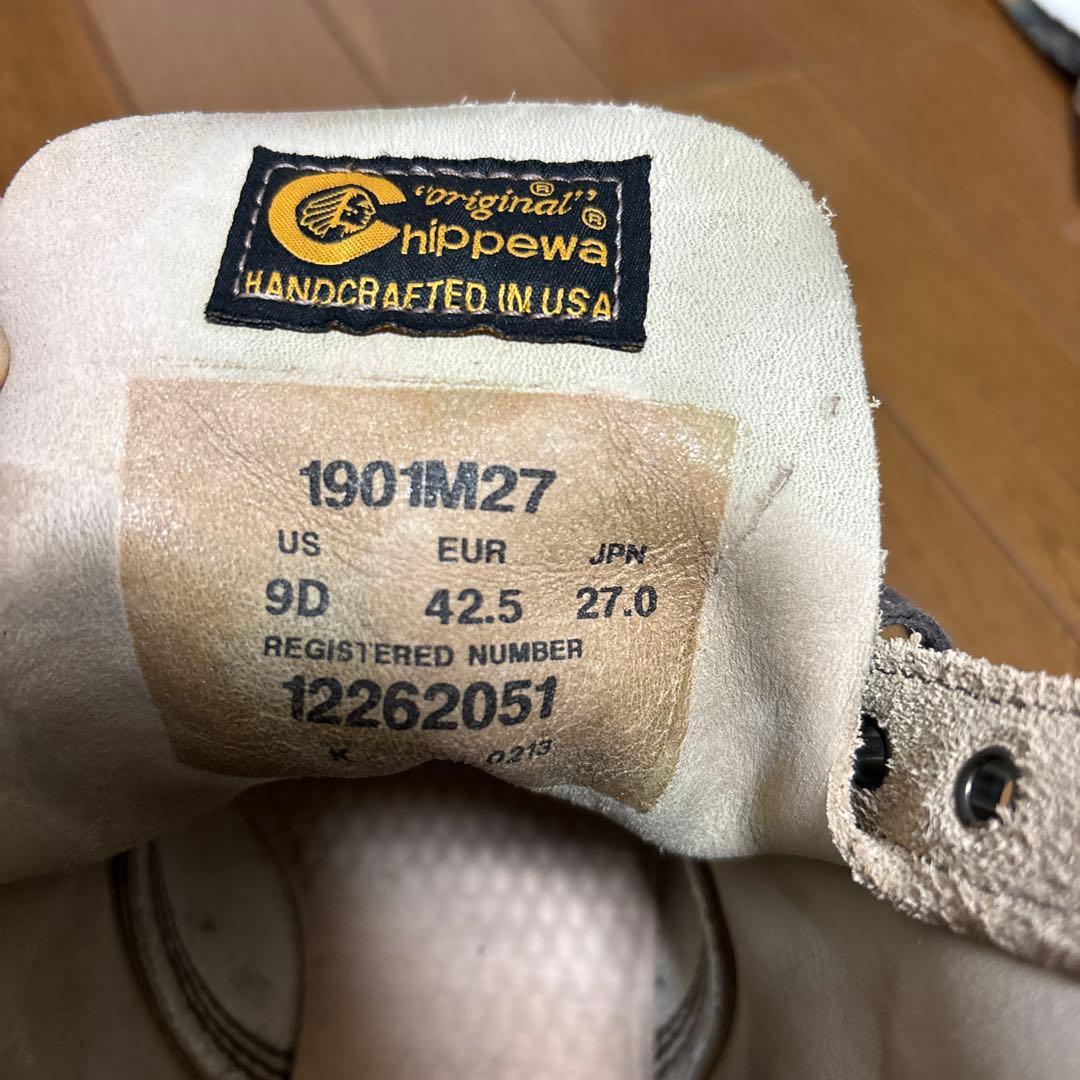 "original"®
Chippewa®
HANDCRAFTED IN USA
1901M27
US EUR JPN
9D 42.5 27.0
REGISTERED NUMBER
12262051
K 0213